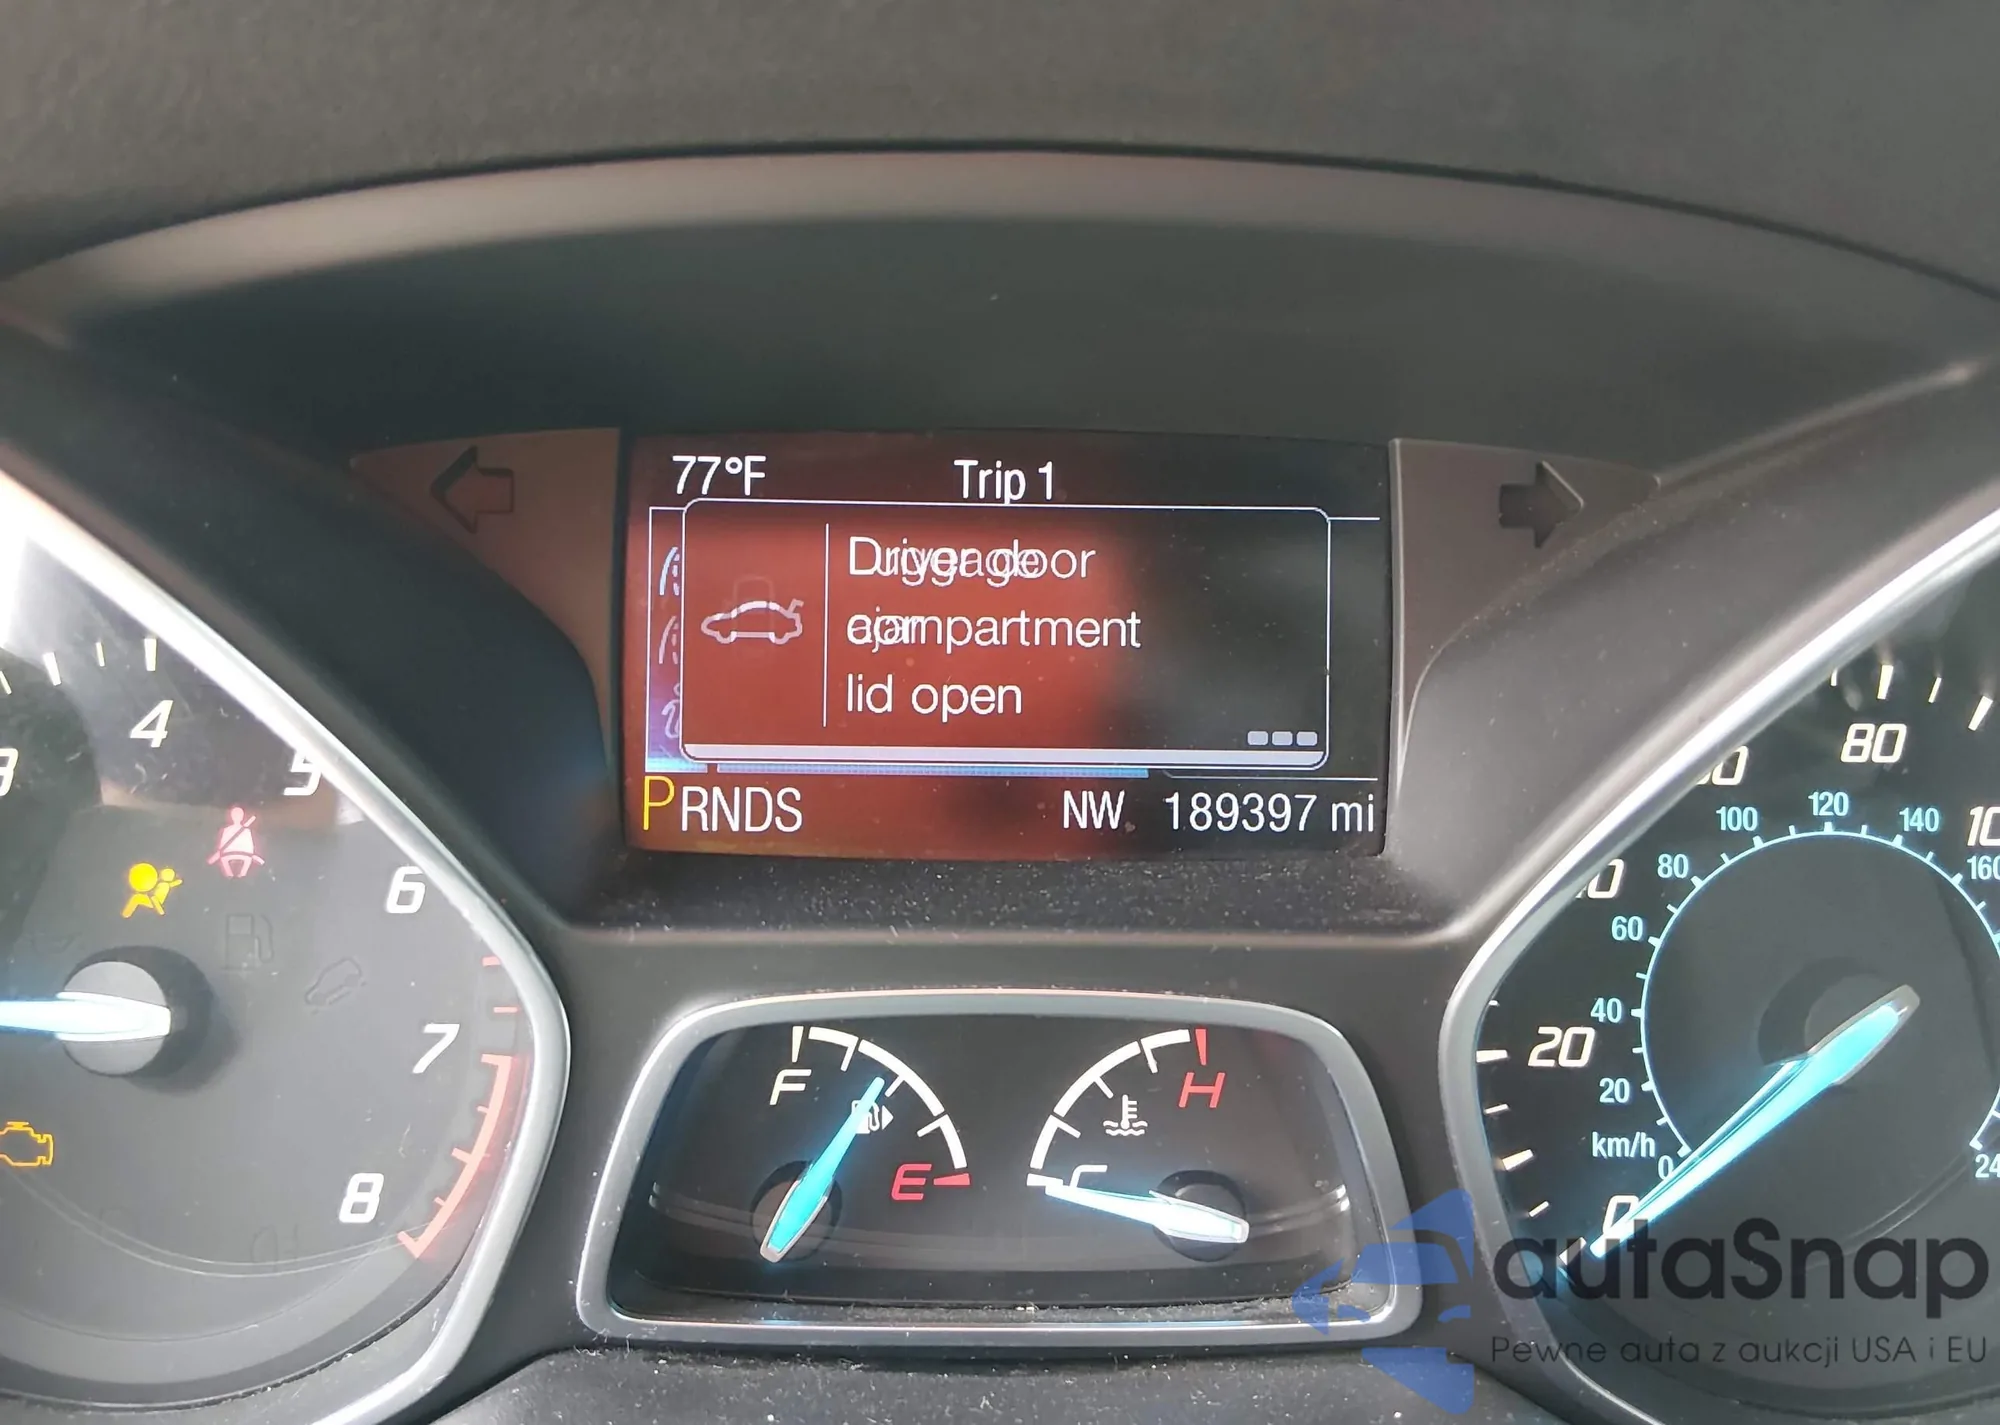 77°F Trip 1
Driver door
ajar
Luggage
compartment
lid open
PRNDS NW 189397 mi
4
5
6
7
8
F
E
H
C
80
20
0
100
120
140
160
80
60
40
20
km/h
0
autaSnap
Pewne auta z aukcji USA i EU